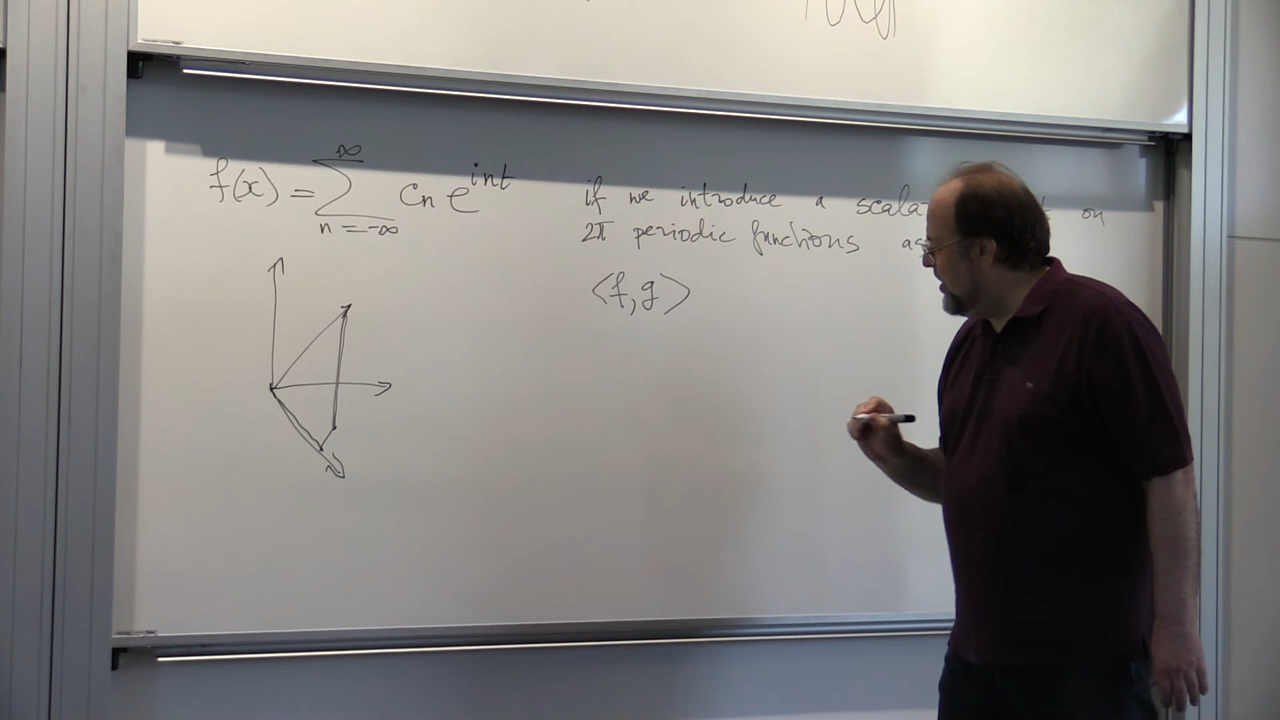 f(x) = ∑_{n=-∞}^{∞} cₙ e^{int}
if we introduce a scala on
2π periodic functions as
⟨f,g⟩